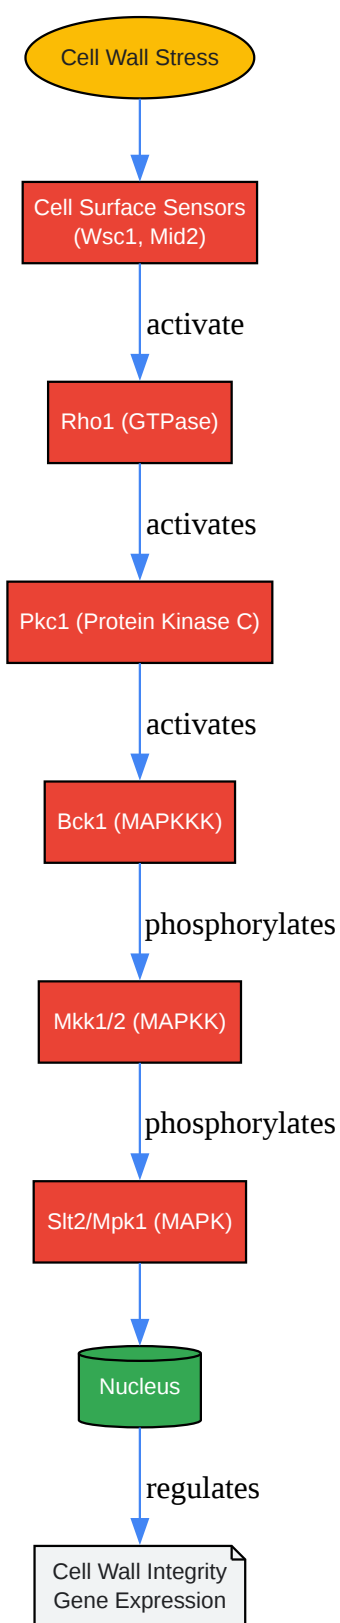 Cell Wall Stress
Cell Surface Sensors
(Wsc1, Mid2)
activate
Rho1 (GTPase)
activates
Pkc1 (Protein Kinase C)
activates
Bck1 (MAPKKK)
phosphorylates
Mkk1/2 (MAPKK)
phosphorylates
Slt2/Mpk1 (MAPK)
Nucleus
regulates
Cell Wall Integrity
Gene Expression